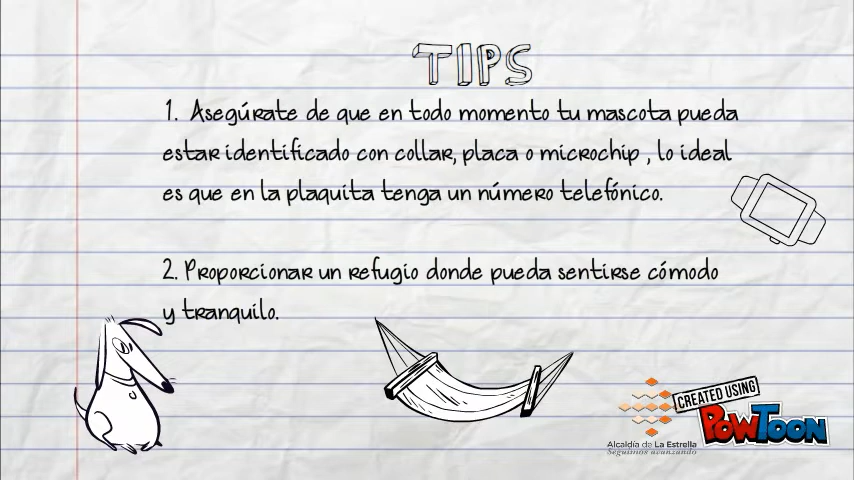 TIPS
1. Asegúrate de que en todo momento tu mascota pueda
estar identificado con collar, placa o microchip , lo ideal
es que en la plaquita tenga un número telefónico.
2. Proporcionar un refugio donde pueda sentirse cómodo
y tranquilo.
Alcaldía de La Estrella
Seguimos avanzando
CREATED USING
POWTOON